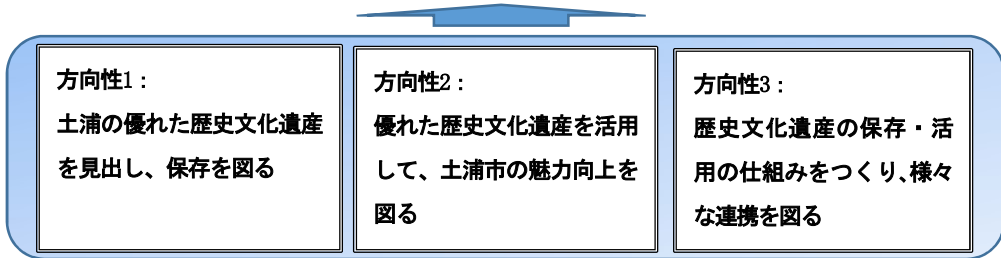 方向性1：
土浦の優れた歴史文化遺産
を見出し、保存を図る
方向性2：
優れた歴史文化遺産を活用
して、土浦市の魅力向上を
図る
方向性3：
歴史文化遺産の保存・活
用の仕組みをつくり、様々
な連携を図る